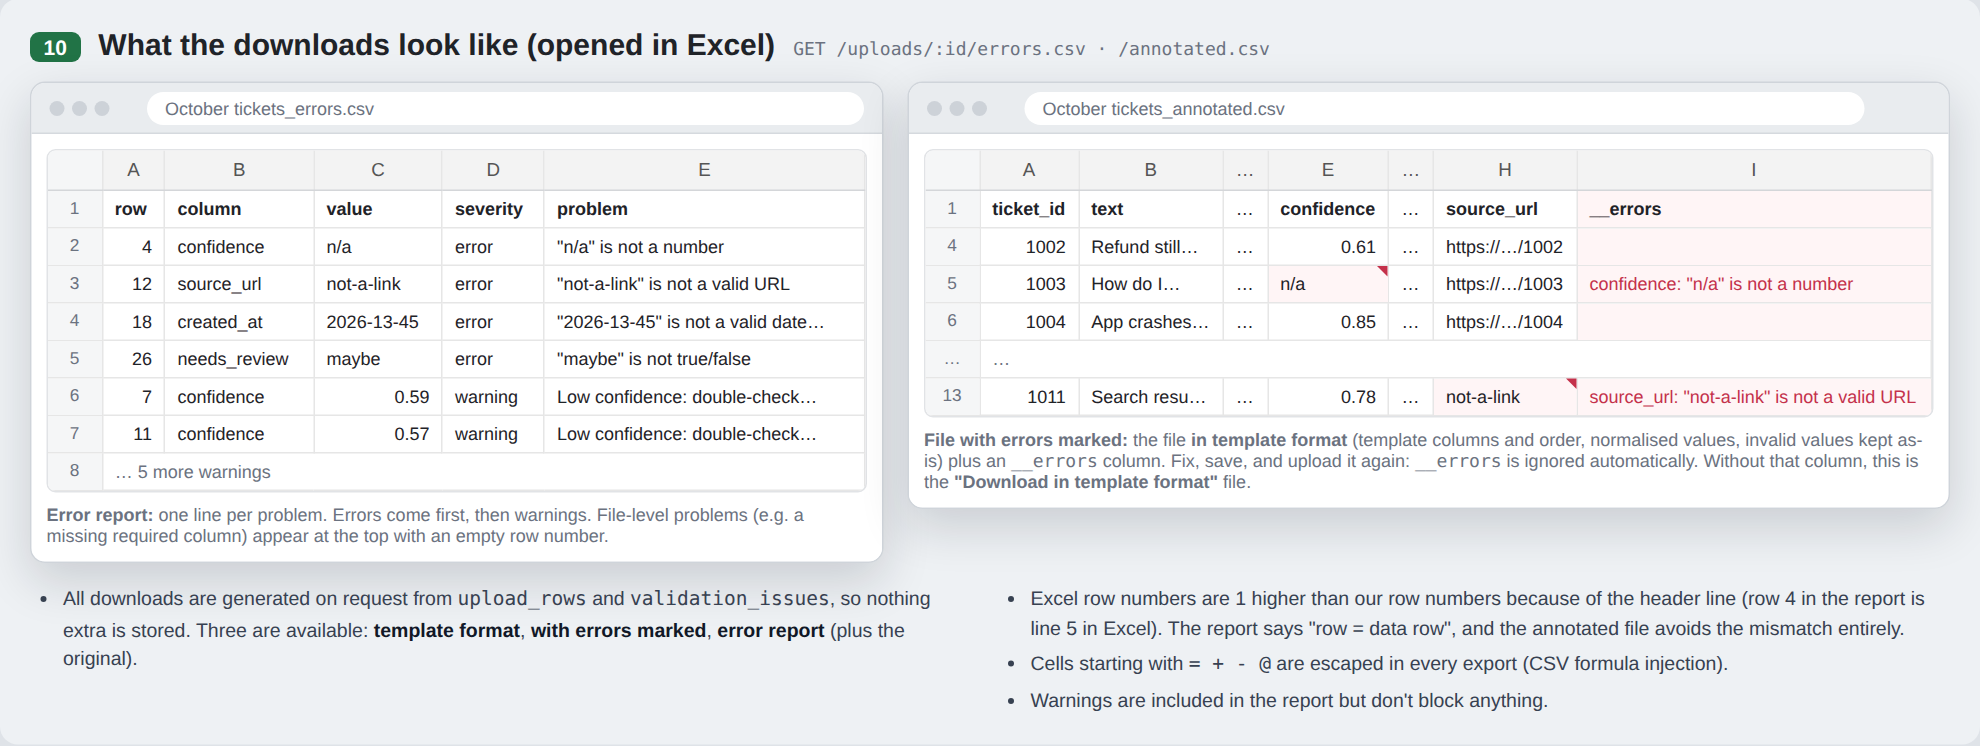 10 What the downloads look like (opened in Excel) GET /uploads/:id/errors.csv · /annotated.csv
October tickets_errors.csv
A B C D E
1 row column value severity problem
2 4 confidence n/a error "n/a" is not a number
3 12 source_url not-a-link error "not-a-link" is not a valid URL
4 18 created_at 2026-13-45 error "2026-13-45" is not a valid date…
5 26 needs_review maybe error "maybe" is not true/false
6 7 confidence 0.59 warning Low confidence: double-check…
7 11 confidence 0.57 warning Low confidence: double-check…
8 … 5 more warnings
Error report: one line per problem. Errors come first, then warnings. File-level problems (e.g. a
missing required column) appear at the top with an empty row number.
October tickets_annotated.csv
A B … E … H I
1 ticket_id text … confidence … source_url __errors
4 1002 Refund still… … 0.61 … https://…/1002
5 1003 How do I… … n/a … https://…/1003 confidence: "n/a" is not a number
6 1004 App crashes… … 0.85 … https://…/1004
… …
13 1011 Search resu… … 0.78 … not-a-link source_url: "not-a-link" is not a valid URL
File with errors marked: the file in template format (template columns and order, normalised values, invalid values kept as-
is) plus an __errors column. Fix, save, and upload it again: __errors is ignored automatically. Without that column, this is
the "Download in template format" file.
• All downloads are generated on request from upload_rows and validation_issues, so nothing
extra is stored. Three are available: template format, with errors marked, error report (plus the
original).
• Excel row numbers are 1 higher than our row numbers because of the header line (row 4 in the report is
line 5 in Excel). The report says "row = data row", and the annotated file avoids the mismatch entirely.
• Cells starting with = + - @ are escaped in every export (CSV formula injection).
• Warnings are included in the report but don't block anything.